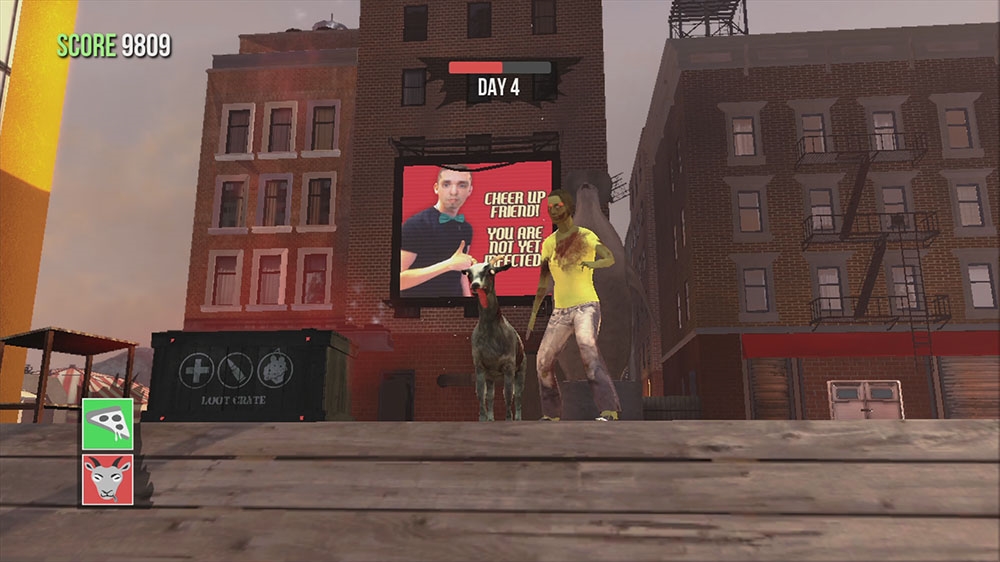 SCORE 9809
DAY 4
CHEER UP
FRIEND!
YOU ARE
NOT YET
INFECTED
LOOT CRATE